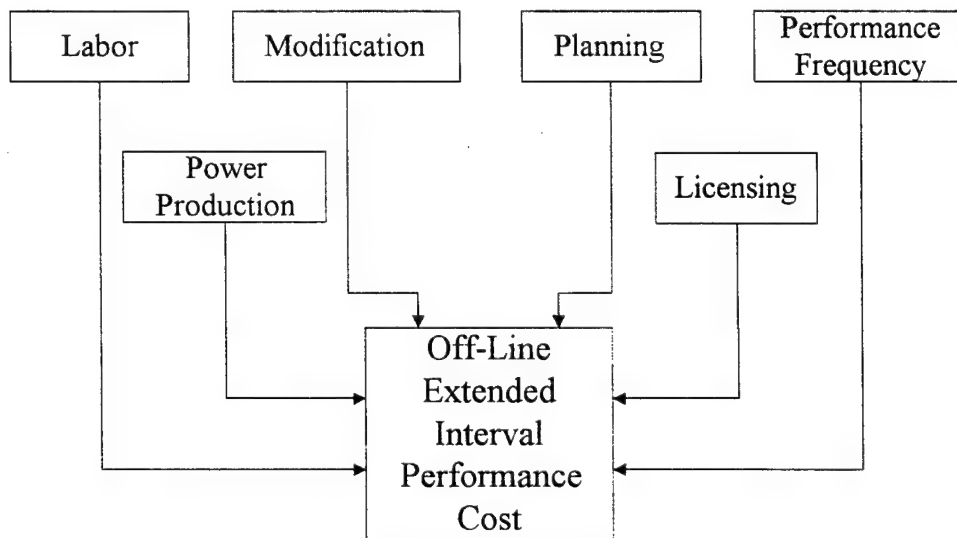 Labor
Modification
Planning
Performance
Frequency
Power
Production
Licensing
Off-Line
Extended
Interval
Performance
Cost